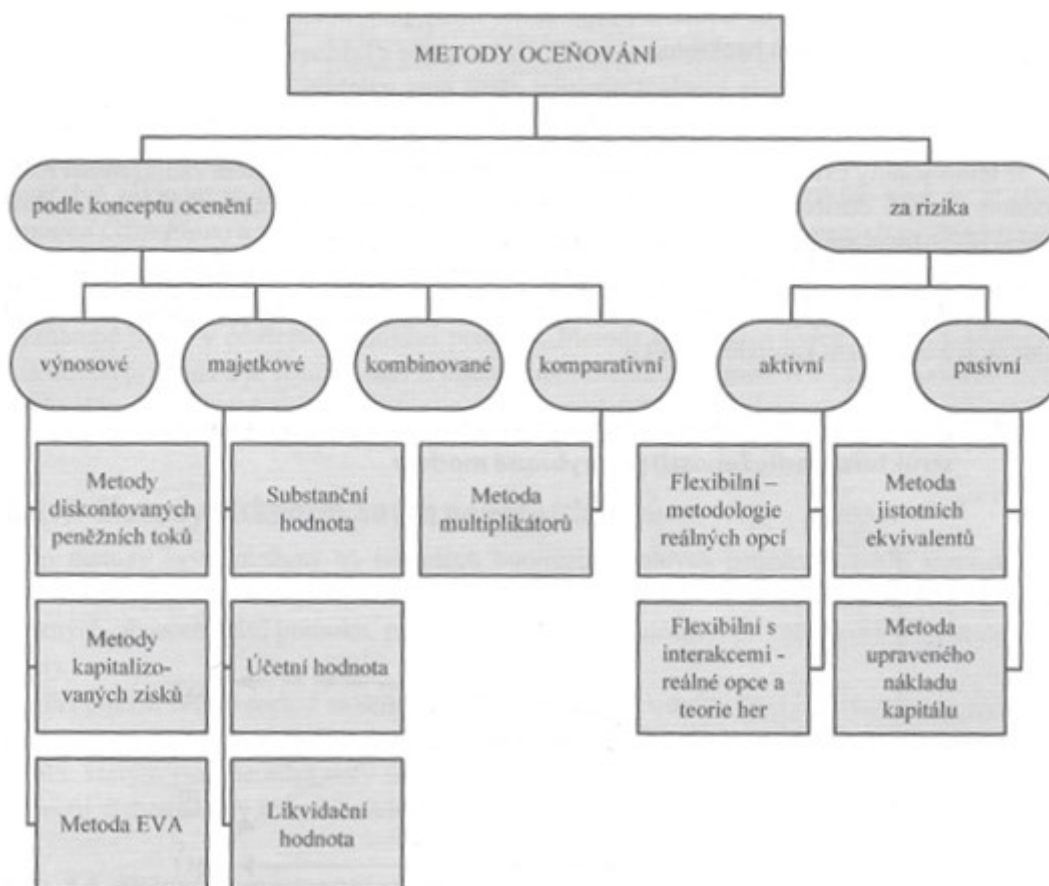 METODY OCEŇOVÁNÍ
podle konceptu ocenění
za rizika
výnosové
majetkové
kombinované
komparativní
aktivní
pasivní
Metody
diskontovaných
peněžních toků
Substanční
hodnota
Metoda
multiplikátorů
Flexibilní –
metodologie
reálných opcí
Metoda
jistotních
ekvivalentů
Metody
kapitalizo-
vaných zisků
Účetní hodnota
Flexibilní s
interakcemi -
reálné opce a
teorie her
Metoda
upraveného
nákladu
kapitálu
Metoda EVA
Likvidační
hodnota